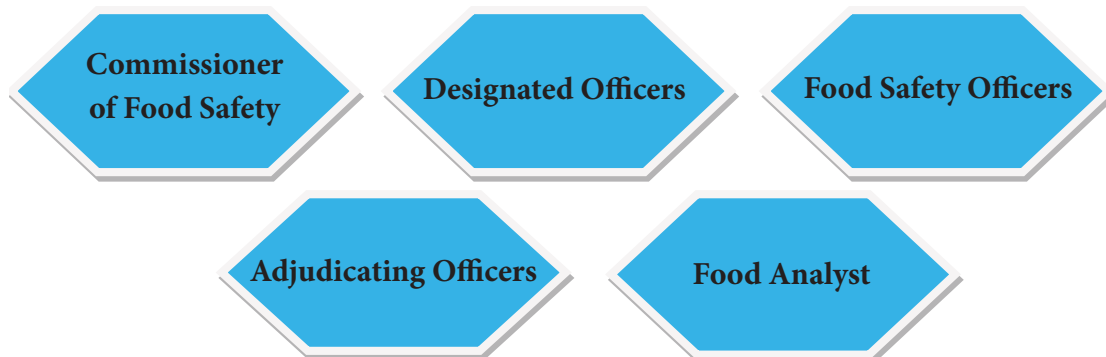 Commissioner
of Food Safety
Designated Officers
Food Safety Officers
Adjudicating Officers
Food Analyst